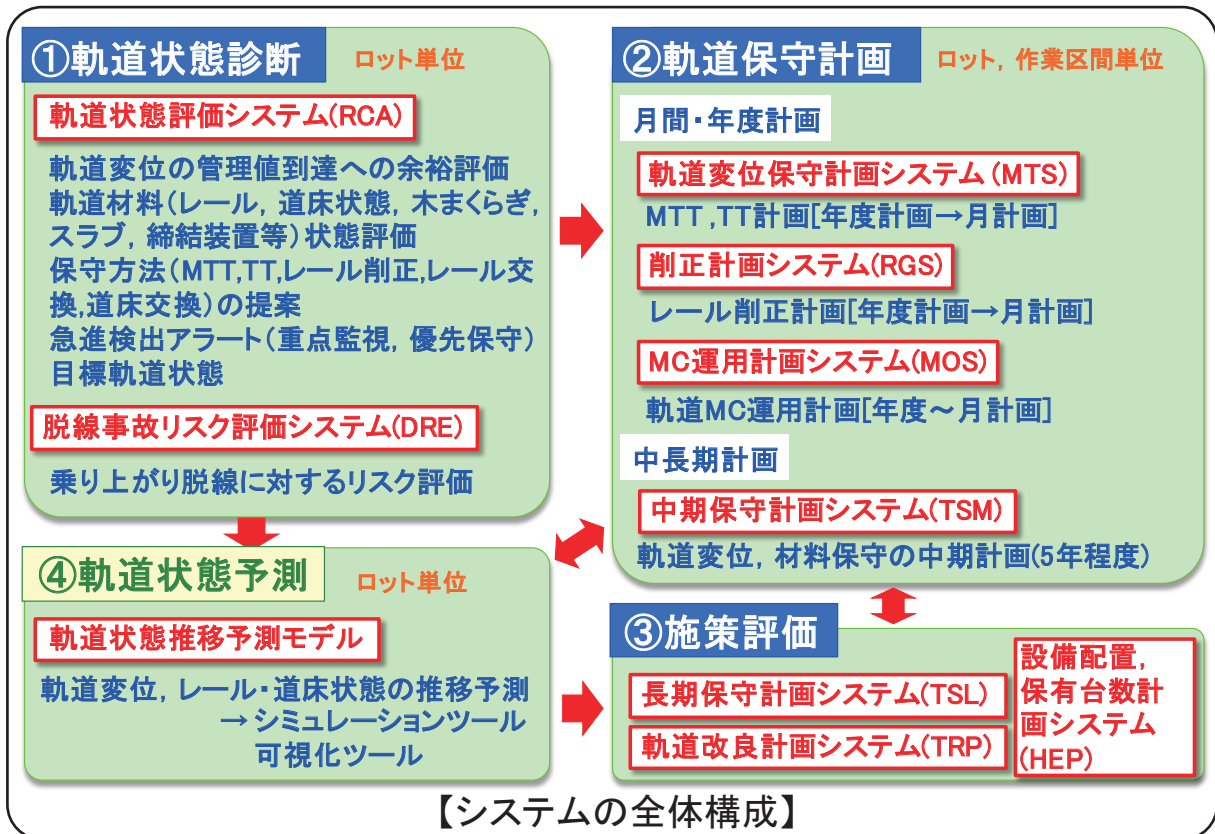 ①軌道状態診断 ロット単位
軌道状態評価システム(RCA)
軌道変位の管理値到達への余裕評価
軌道材料(レール, 道床状態, 木まくらぎ,
スラブ, 締結装置等)状態評価
保守方法(MTT,TT,レール削正,レール交
換,道床交換)の提案
急進検出アラート(重点監視, 優先保守)
目標軌道状態
脱線事故リスク評価システム(DRE)
乗り上がり脱線に対するリスク評価
②軌道保守計画 ロット, 作業区間単位
月間・年度計画
軌道変位保守計画システム(MTS)
MTT ,TT計画[年度計画→月計画]
削正計画システム(RGS)
レール削正計画[年度計画→月計画]
MC運用計画システム(MOS)
軌道MC運用計画[年度～月計画]
中長期計画
中期保守計画システム(TSM)
軌道変位, 材料保守の中期計画(5年程度)
③施策評価
長期保守計画システム(TSL)
軌道改良計画システム(TRP)
設備配置,
保有台数計
画システム
(HEP)
④軌道状態予測 ロット単位
軌道状態推移予測モデル
軌道変位, レール・道床状態の推移予測
→シミュレーションツール
可視化ツール
【システムの全体構成】